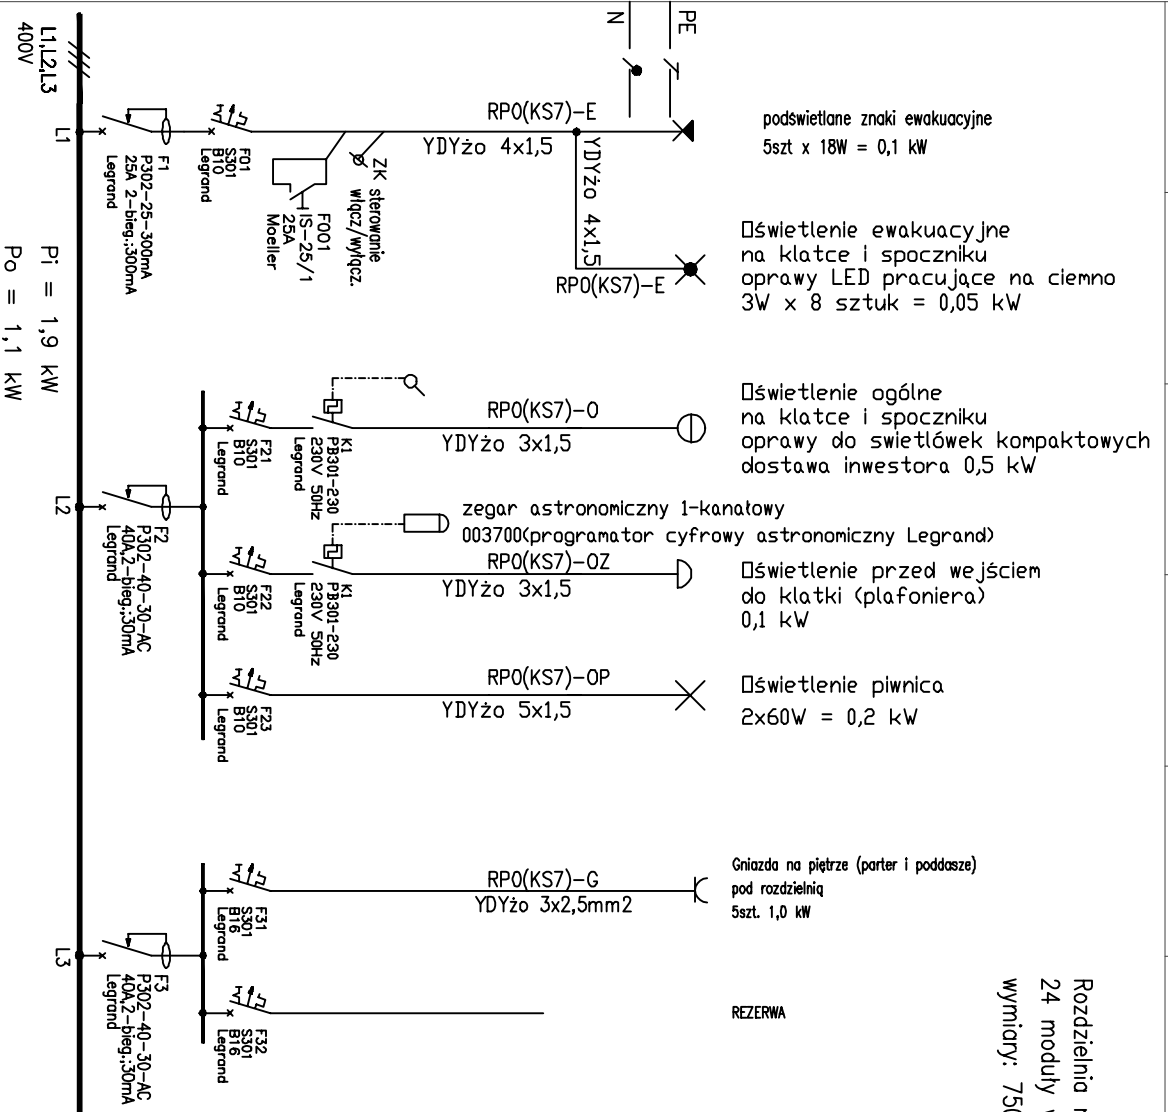 PE
N
L1,L2,L3
400V
L1
F1
P302-25-300mA
25A 2-bieg.;300mA
Legrand
F01
S301
B10
Legrand
F001
IS-25/1
25A
Moeller
ZK sterowanie
włącz/wyłącz.
RP0(KS7)-E
YDYżo 4x1,5
YDYżo 4x1,5
RP0(KS7)-E
podświetlane znaki ewakuacyjne
5szt x 18W = 0,1 kW
Oświetlenie ewakuacyjne
na klatce i spoczniku
oprawy LED pracujące na ciemno
3W x 8 sztuk = 0,05 kW
Pi = 1,9 kW
Po = 1,1 kW
L2
F2
P302-40-30-AC
40A,2-bieg.;30mA
Legrand
F21
S301
B10
Legrand
K1
PB301-230
230V 50Hz
Legrand
RP0(KS7)-O
YDYżo 3x1,5
Oświetlenie ogólne
na klatce i spoczniku
oprawy do swietlówek kompaktowych
dostawa inwestora 0,5 kW
zegar astronomiczny 1-kanałowy
003700(programator cyfrowy astronomiczny Legrand)
F22
S301
B10
Legrand
K1
PB301-230
230V 50Hz
Legrand
RP0(KS7)-OZ
YDYżo 3x1,5
Oświetlenie przed wejściem
do klatki (plafoniera)
0,1 kW
F23
S301
B10
Legrand
RP0(KS7)-OP
YDYżo 5x1,5
Oświetlenie piwnica
2x60W = 0,2 kW
L3
F3
P302-40-30-AC
40A,2-bieg.;30mA
Legrand
F31
S301
B16
Legrand
RP0(KS7)-G
YDYżo 3x2,5mm2
Gniazda na piętrze (parter i poddasze)
pod rozdzielnią
5szt. 1,0 kW
F32
S301
B16
Legrand
REZERWA
Rozdzielnia
24 moduły
wymiary: 750